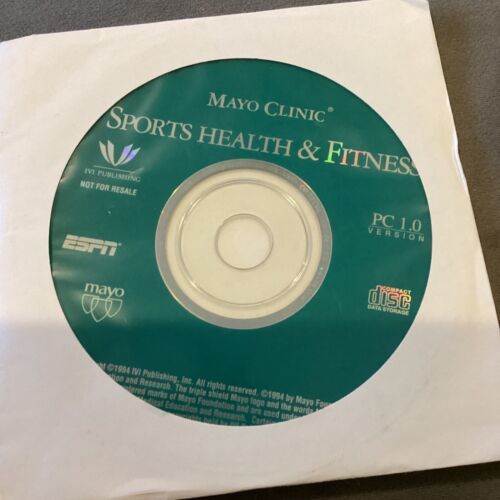 MAYO CLINIC®
SPORTS HEALTH & FITNESS
IVI PUBLISHING
NOT FOR RESALE
PC 1.0
VERSION
ESPN
mayo
COMPACT
disc
DATA STORAGE
©1994 IVI Publishing, Inc. All rights reserved. ©1994 by Mayo
and Research. The triple shield Mayo logo and the words
marks of Mayo Foundation and are used under
Medical Education and Research.